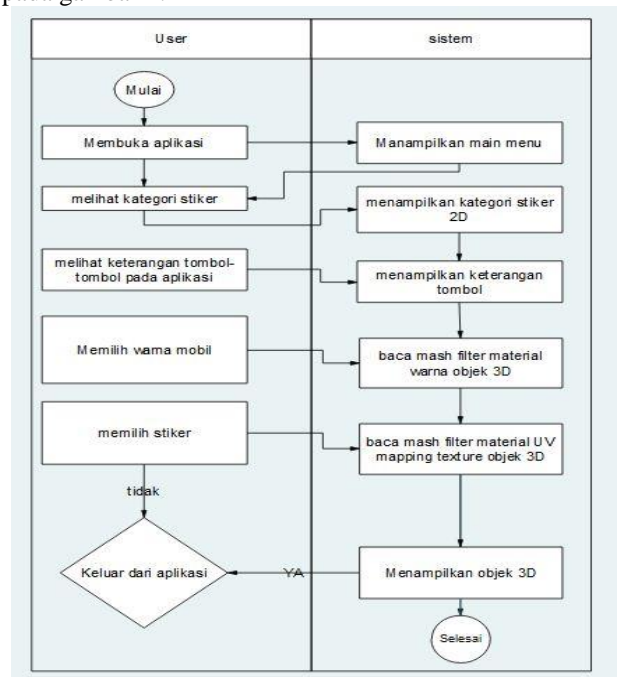 User
sistem
Mulai
Membuka aplikasi
Manampilkan main menu
melihat kategori stiker
menampilkan kategori stiker
2D
melihat keterangan tombol-
tombol pada aplikasi
menampilkan keterangan
tombol
Memilih warna mobil
baca mash filter material
warna objek 3D
memilih stiker
baca mash filter material UV
mapping texture objek 3D
tidak
Keluar dari aplikasi
YA
Menampilkan objek 3D
Selesai